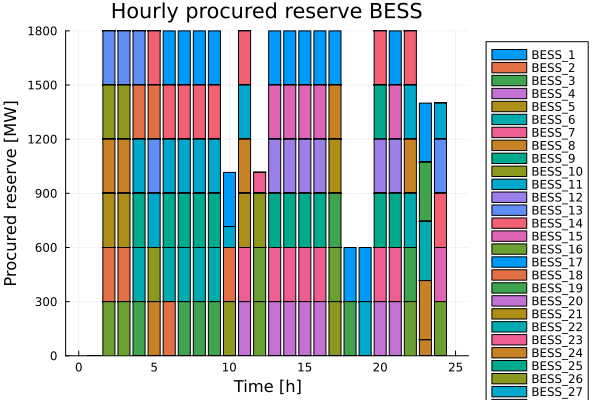 Hourly procured reserve BESS
Procured reserve [MW]
1800
1500
1200
900
600
300
0
0
5
10
15
20
25
Time [h]
BESS_1
BESS_2
BESS_3
BESS_4
BESS_5
BESS_6
BESS_7
BESS_8
BESS_9
BESS_10
BESS_11
BESS_12
BESS_13
BESS_14
BESS_15
BESS_16
BESS_17
BESS_18
BESS_19
BESS_20
BESS_21
BESS_22
BESS_23
BESS_24
BESS_25
BESS_26
BESS_27